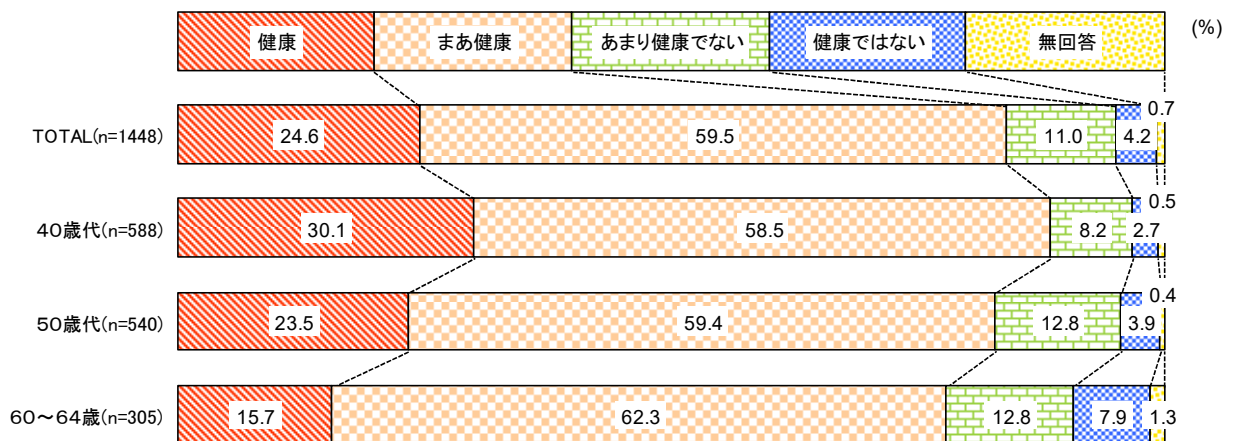 (%)
健康 まあ健康 あまり健康でない 健康ではない 無回答
TOTAL(n=1448) 24.6 59.5 11.0 4.2 0.7
40歳代(n=588) 30.1 58.5 8.2 2.7 0.5
50歳代(n=540) 23.5 59.4 12.8 3.9 0.4
60～64歳(n=305) 15.7 62.3 12.8 7.9 1.3